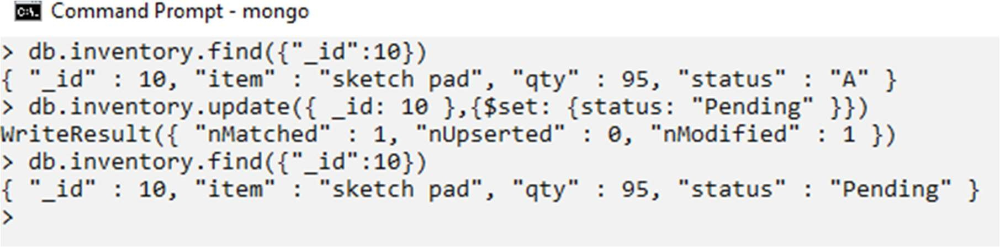 C:\. Command Prompt - mongo
> db.inventory.find({"_id":10})
{ "_id" : 10, "item" : "sketch pad", "qty" : 95, "status" : "A" }
> db.inventory.update({ _id: 10 },{$set: {status: "Pending" }})
WriteResult({ "nMatched" : 1, "nUpserted" : 0, "nModified" : 1 })
> db.inventory.find({"_id":10})
{ "_id" : 10, "item" : "sketch pad", "qty" : 95, "status" : "Pending" }
>